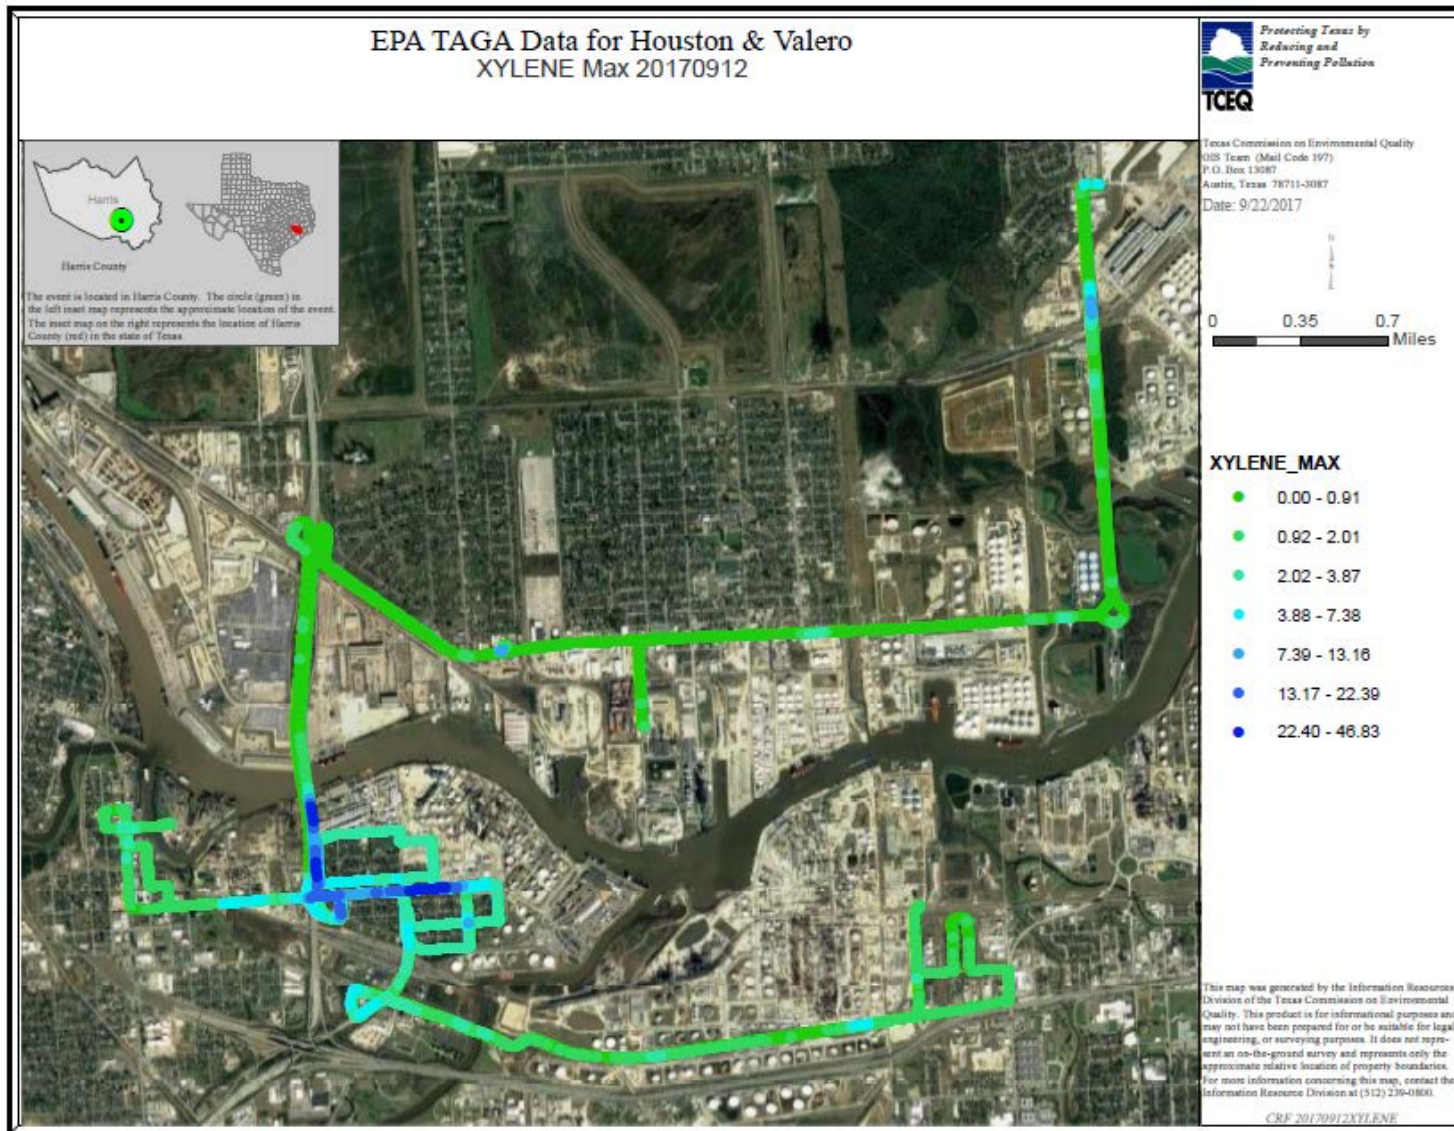 EPA TAGA Data for Houston & Valero
XYLENE Max 20170912
Protecting Texas by
Reducing and
Preventing Pollution
TCEQ
Texas Commission on Environmental Quality
GIS Team (Mail Code 197)
P.O. Box 13087
Austin, Texas 78711-3087
Date: 9/22/2017
N
0 0.35 0.7
Miles
Harris
Harris County
The event is located in Harris County. The circle (green) in
the left inset map represents the approximate location of the event.
The inset map on the right represents the location of Harris
County (red) in the state of Texas.
XYLENE_MAX
0.00 - 0.91
0.92 - 2.01
2.02 - 3.87
3.88 - 7.38
7.39 - 13.16
13.17 - 22.39
22.40 - 46.83
This map was generated by the Information Resources
Division of the Texas Commission on Environmental
Quality. This product is for informational purposes and
may not have been prepared for or be suitable for legal
engineering, or surveying purposes. It does not repre-
sent an on-the-ground survey and represents only the
approximate relative location of property boundaries.
For more information concerning this map, contact the
Information Resource Division at (512) 239-0800.
CRF 20170912XYLENE